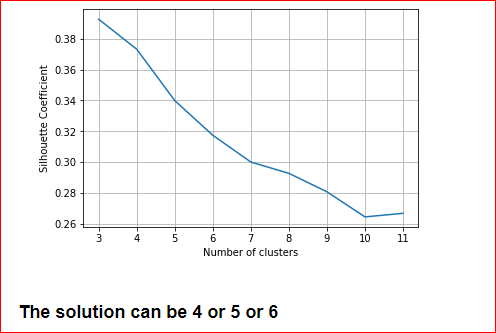 0.38
0.36
0.34
0.32
0.30
0.28
0.26
Silhouette Coefficient
3 4 5 6 7 8 9 10 11
Number of clusters
The solution can be 4 or 5 or 6